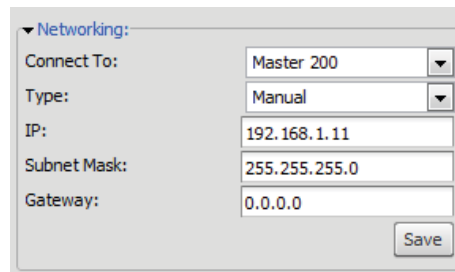 Networking:
Connect To: Master 200
Type: Manual
IP: 192.168.1.11
Subnet Mask: 255.255.255.0
Gateway: 0.0.0.0
Save